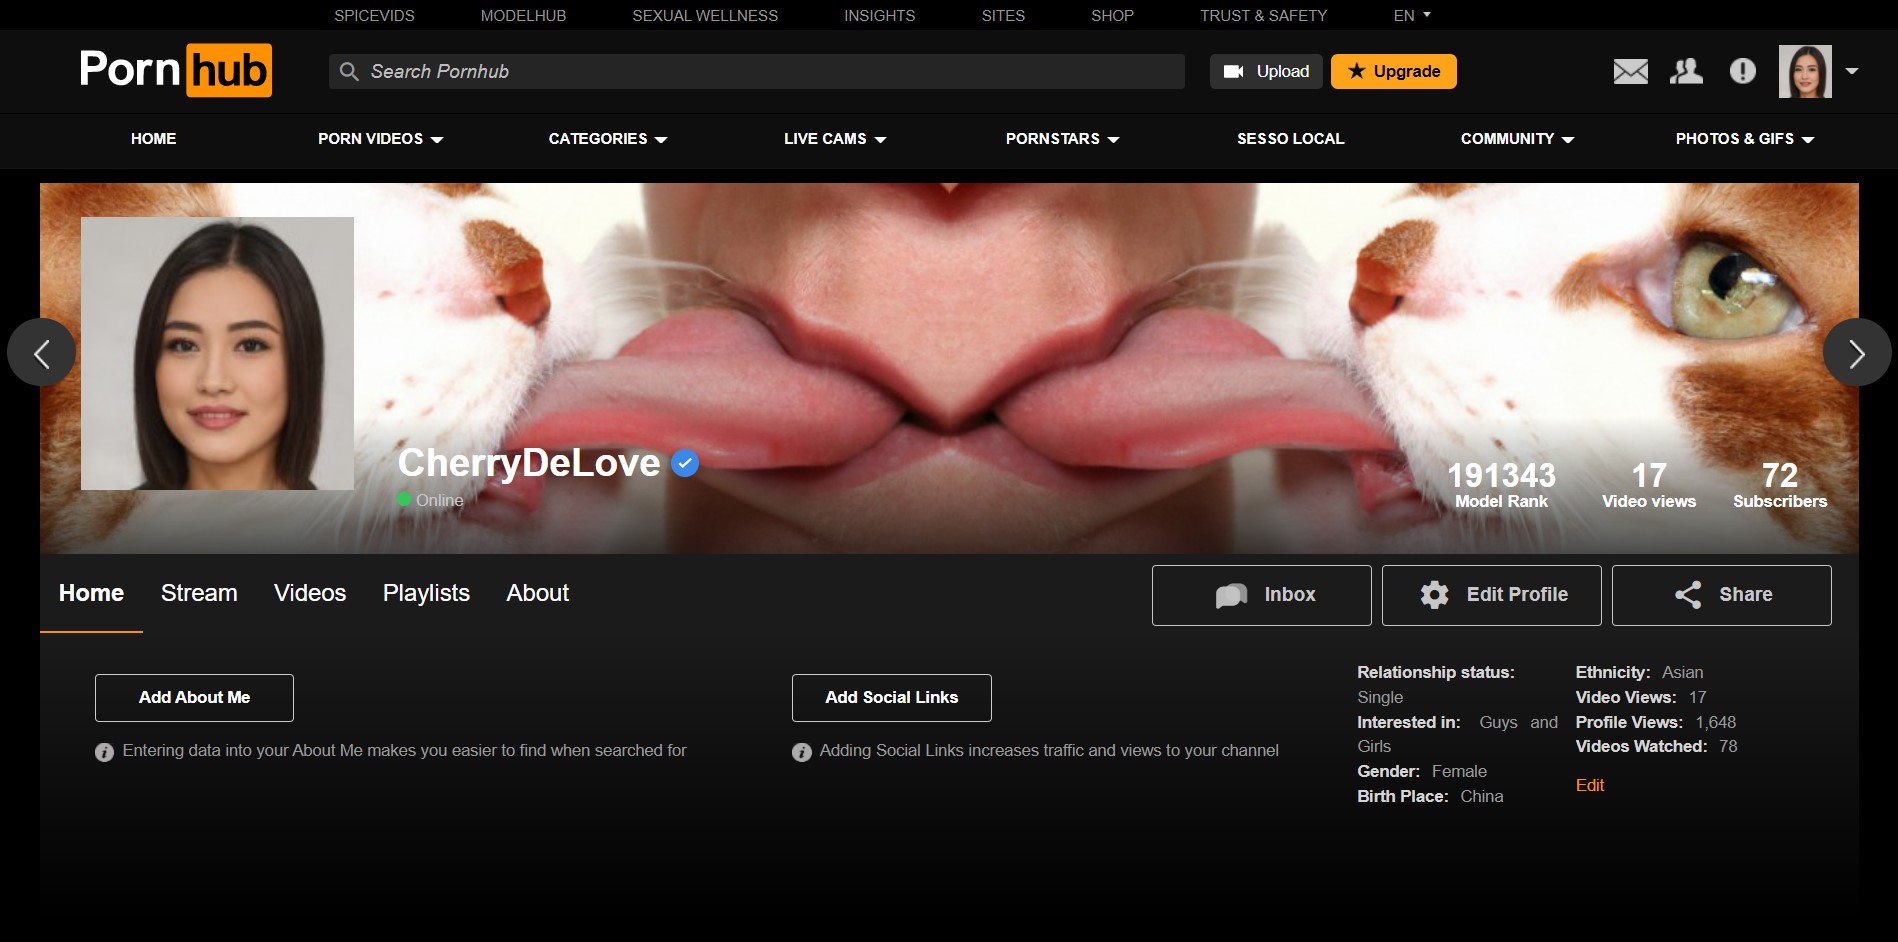 SPICEVIDS MODELHUB SEXUAL WELLNESS INSIGHTS SITES SHOP TRUST & SAFETY EN
Porn hub Search Pornhub Upload Upgrade
HOME PORN VIDEOS CATEGORIES LIVE CAMS PORNSTARS SESSO LOCAL COMMUNITY PHOTOS & GIFS
CherryDeLove
Online
191343 17 72
Model Rank Video views Subscribers
Home Stream Videos Playlists About Inbox Edit Profile Share
Add About Me
Entering data into your About Me makes you easier to find when searched for
Add Social Links
Adding Social Links increases traffic and views to your channel
Relationship status:
Single
Interested in: Guys and
Girls
Gender: Female
Birth Place: China
Ethnicity: Asian
Video Views: 17
Profile Views: 1,648
Videos Watched: 78
Edit